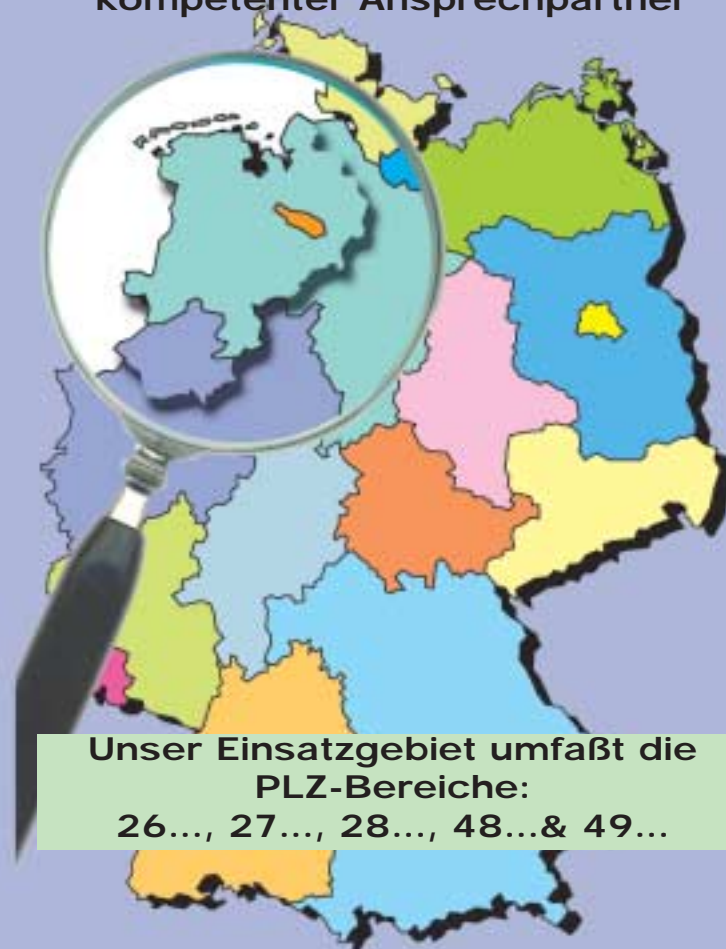 kompetenter Ansprechpartner
Unser Einsatzgebiet umfaßt die
PLZ-Bereiche:
26..., 27..., 28..., 48...& 49...